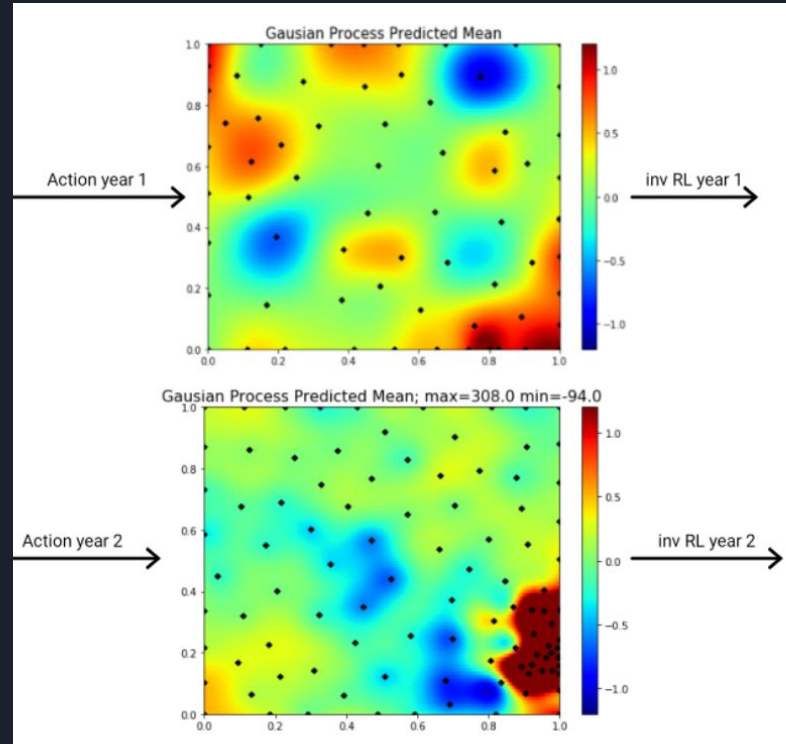 Gausian Process Predicted Mean
1.0
0.8
0.6
0.4
0.2
0.0
0.0 0.2 0.4 0.6 0.8 1.0
1.0
0.5
0.0
−0.5
−1.0
Action year 1
inv RL year 1
Gausian Process Predicted Mean; max=308.0 min=-94.0
1.0
0.8
0.6
0.4
0.2
0.0
0.0 0.2 0.4 0.6 0.8 1.0
1.0
0.5
0.0
−0.5
−1.0
Action year 2
inv RL year 2